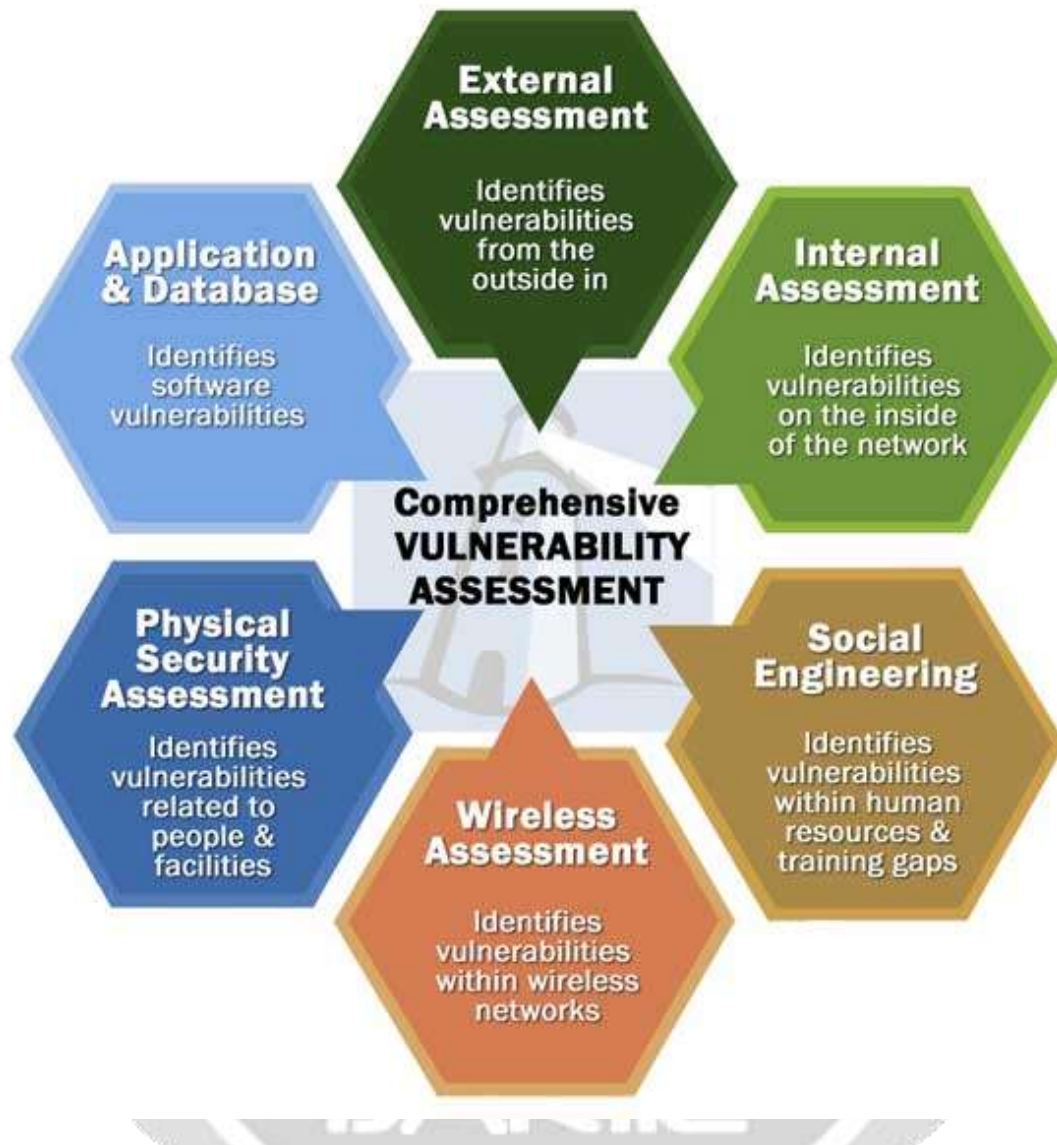 External
Assessment
Identifies
vulnerabilities
from the
outside in
Internal
Assessment
Identifies
vulnerabilities
on the inside
of the network
Social
Engineering
Identifies
vulnerabilities
within human
resources &
training gaps
Wireless
Assessment
Identifies
vulnerabilities
within wireless
networks
Physical
Security
Assessment
Identifies
vulnerabilities
related to
people &
facilities
Application
& Database
Identifies
software
vulnerabilities
Comprehensive
VULNERABILITY
ASSESSMENT